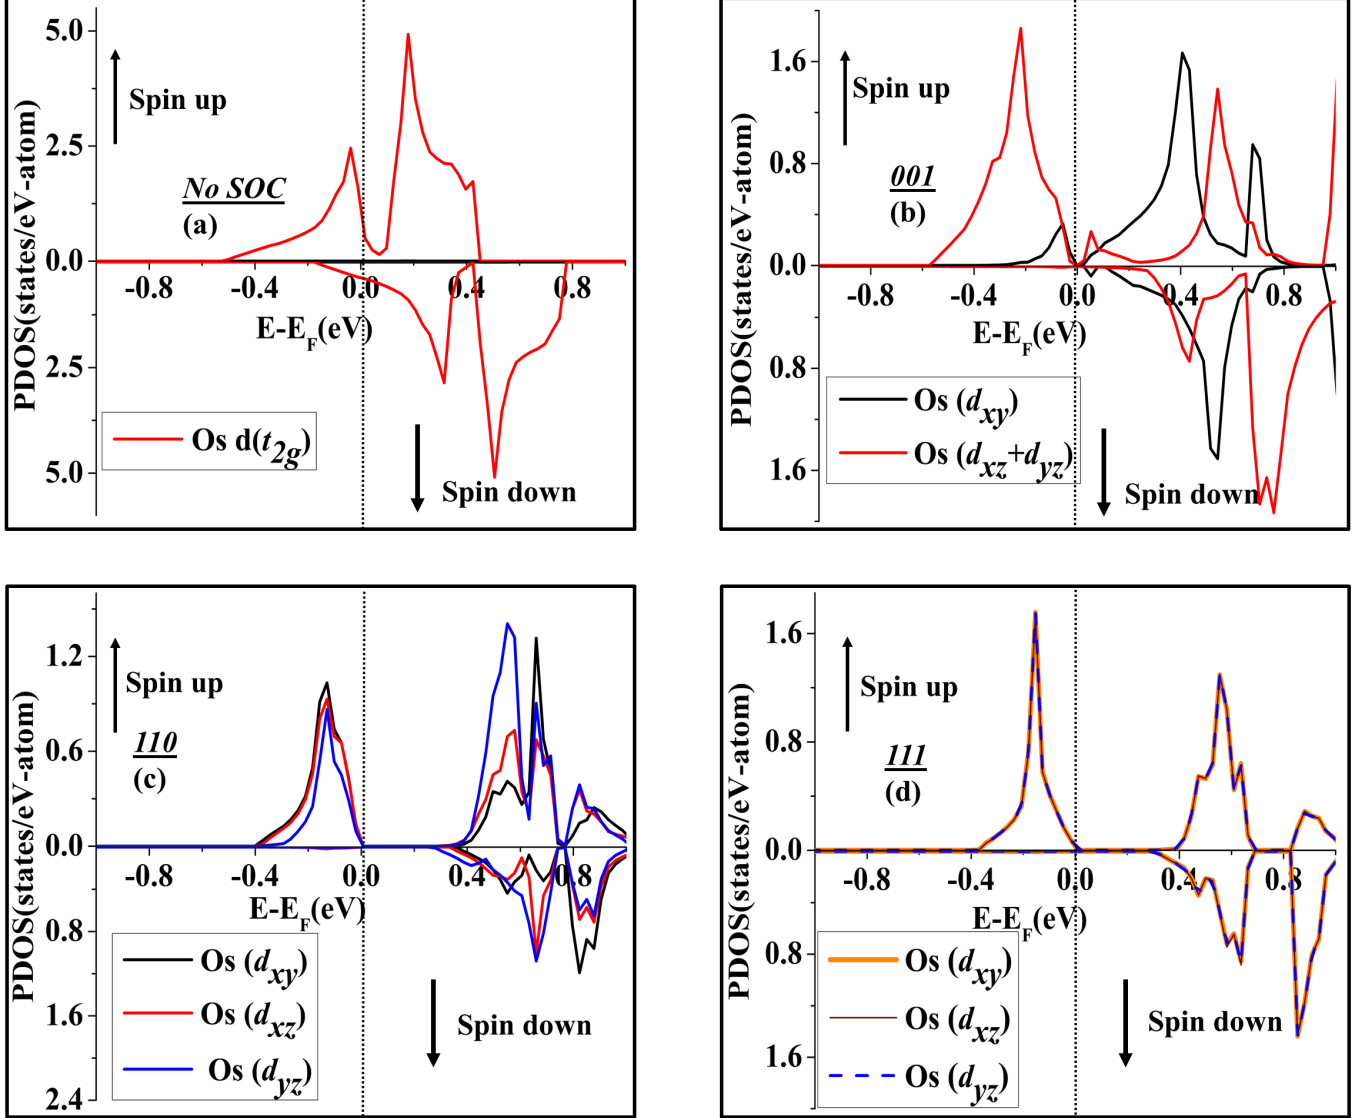 5.0
2.5
0.0
2.5
5.0
PDOS(states/eV-atom)
Spin up
No SOC
(a)
-0.8 -0.4 0.0 0.4 0.8
E-E_F(eV)
Os d(t_2g)
Spin down
1.6
0.8
0.0
0.8
1.6
PDOS(states/eV-atom)
Spin up
001
(b)
-0.8 -0.4 0.0 0.4 0.8
E-E_F(eV)
Os (d_xy)
Os (d_xz+d_yz)
Spin down
1.2
0.6
0.0
0.8
1.6
2.4
PDOS(states/eV-atom)
Spin up
110
(c)
-0.8 -0.4 0.0 0.4 0.8
E-E_F(eV)
Os (d_xy)
Os (d_xz)
Os (d_yz)
Spin down
1.6
0.8
0.0
0.8
1.6
PDOS(states/eV-atom)
Spin up
111
(d)
-0.8 -0.4 0.0 0.4 0.8
E-E_F(eV)
Os (d_xy)
Os (d_xz)
Os (d_yz)
Spin down